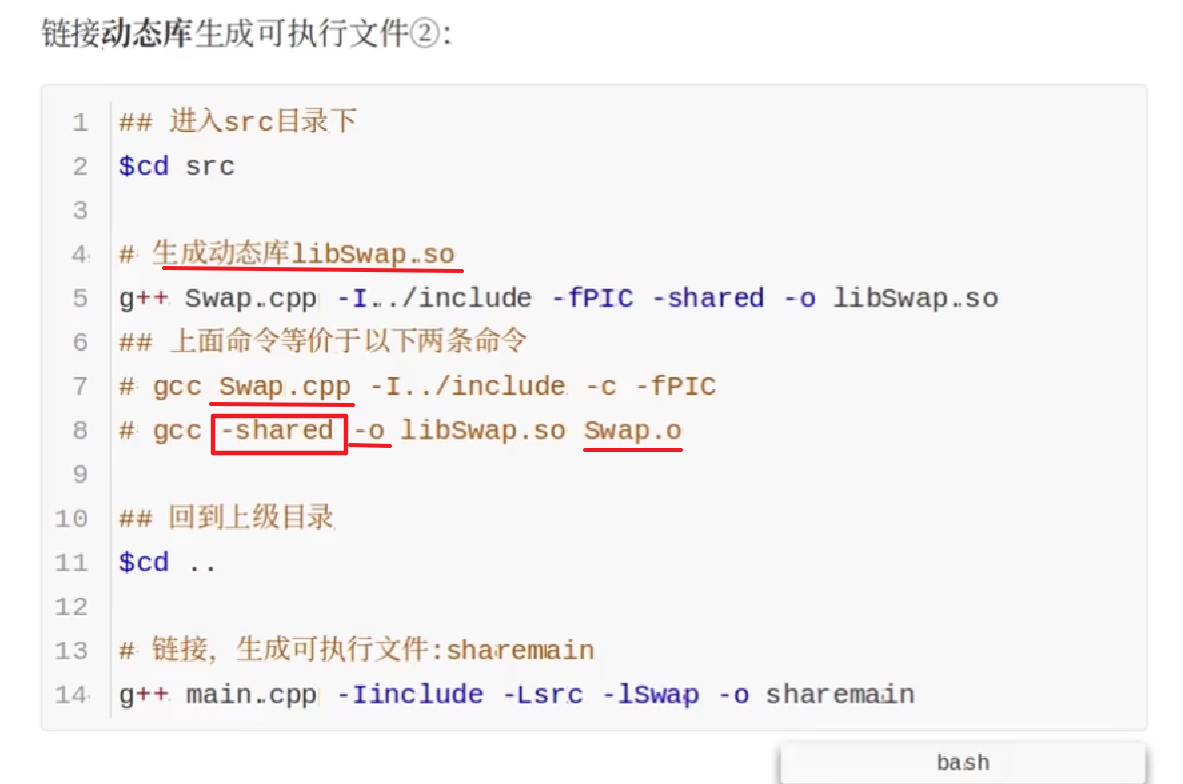 链接动态库生成可执行文件②:
1 ## 进入src目录下
2 $cd src
3
4 # 生成动态库libSwap.so
5 g++ Swap.cpp -I../include -fPIC -shared -o libSwap.so
6 ## 上面命令等价于以下两条命令
7 # gcc Swap.cpp -I../include -c -fPIC
8 # gcc -shared -o libSwap.so Swap.o
9
10 ## 回到上级目录
11 $cd ..
12
13 # 链接，生成可执行文件:sharemain
14 g++ main.cpp -Iinclude -Lsrc -lSwap -o sharemain
bash